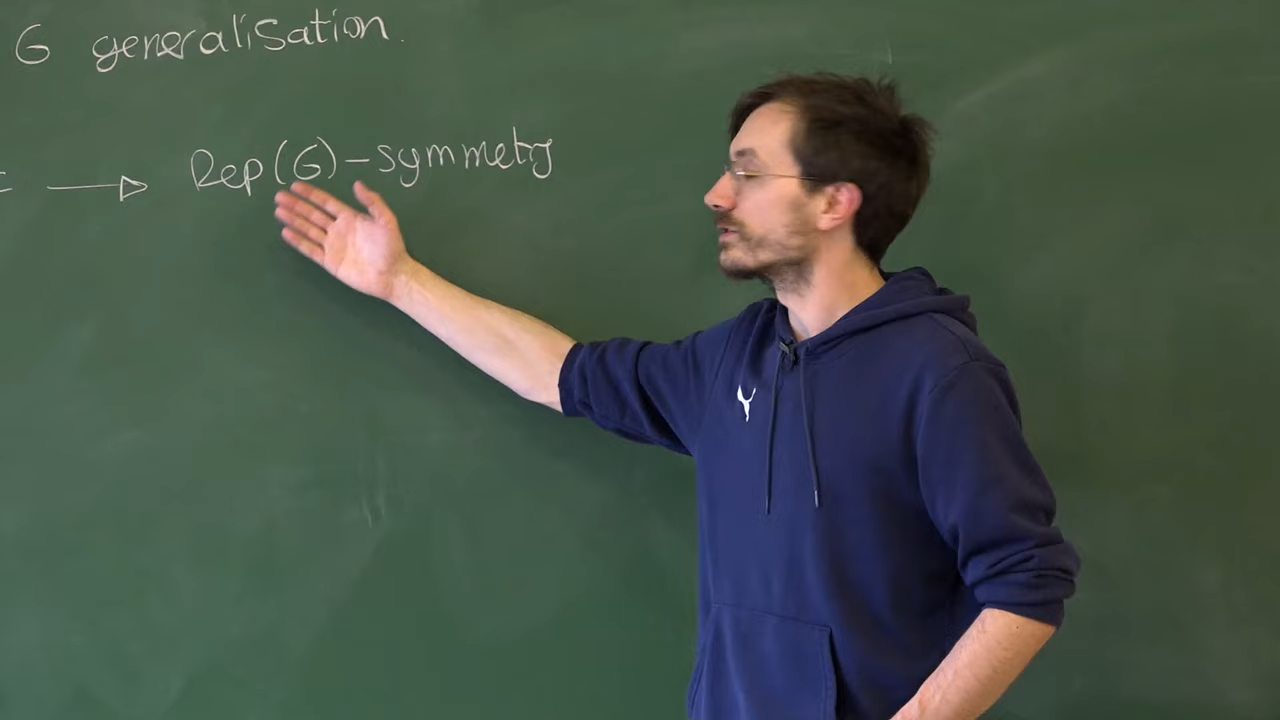 G generalisation.
→ Rep(G)-symmetry